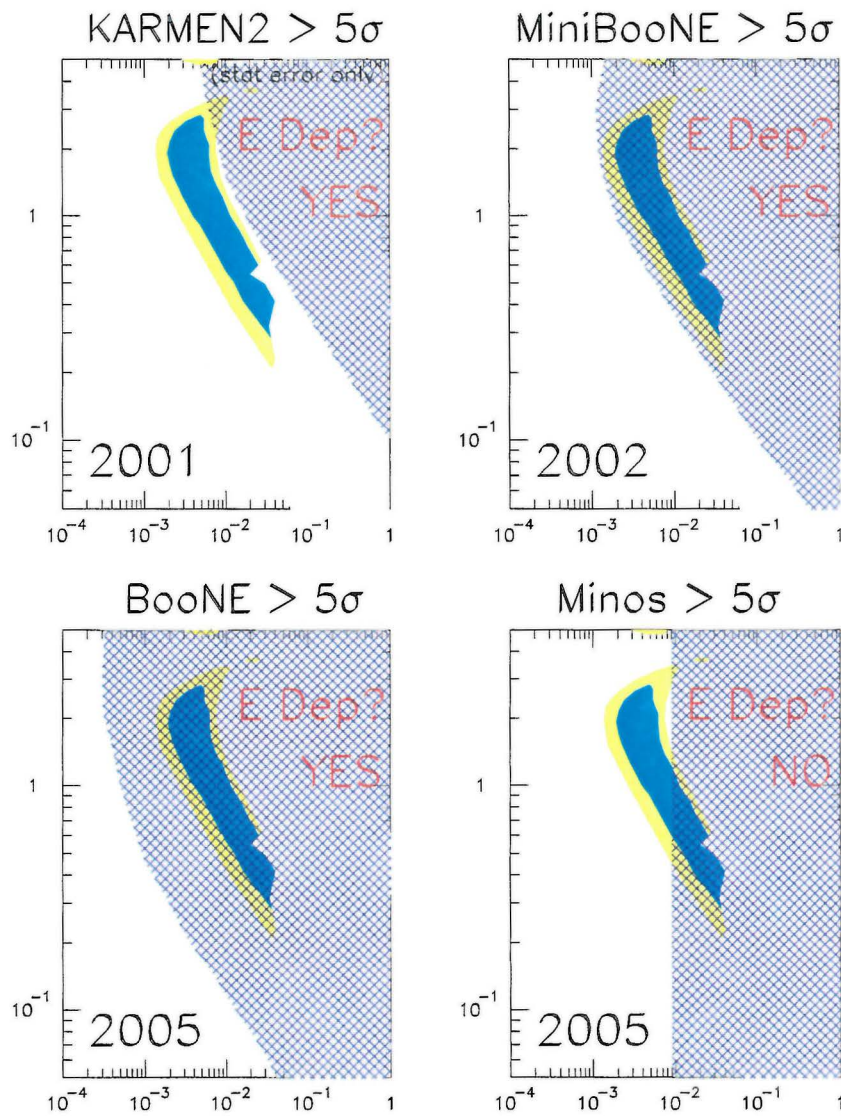 KARMEN2 > 5σ
(stat error only)
E Dep?
YES
1
10⁻¹
2001
10⁻⁴ 10⁻³ 10⁻² 10⁻¹ 1
MiniBooNE > 5σ
E Dep?
YES
1
10⁻¹
2002
10⁻⁴ 10⁻³ 10⁻² 10⁻¹ 1
BooNE > 5σ
E Dep?
YES
1
10⁻¹
2005
10⁻⁴ 10⁻³ 10⁻² 10⁻¹ 1
Minos > 5σ
E Dep?
NO
1
10⁻¹
2005
10⁻⁴ 10⁻³ 10⁻² 10⁻¹ 1